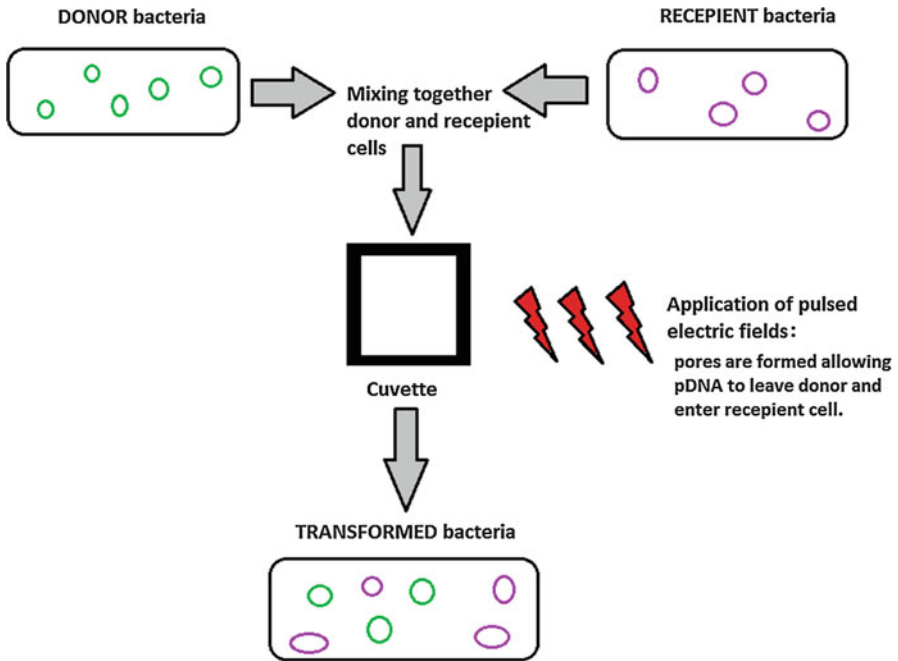 DONOR bacteria
RECEPIENT bacteria
Mixing together
donor and recepient
cells
Application of pulsed
electric fields:
pores are formed allowing
pDNA to leave donor and
enter recepient cell.
Cuvette
TRANSFORMED bacteria